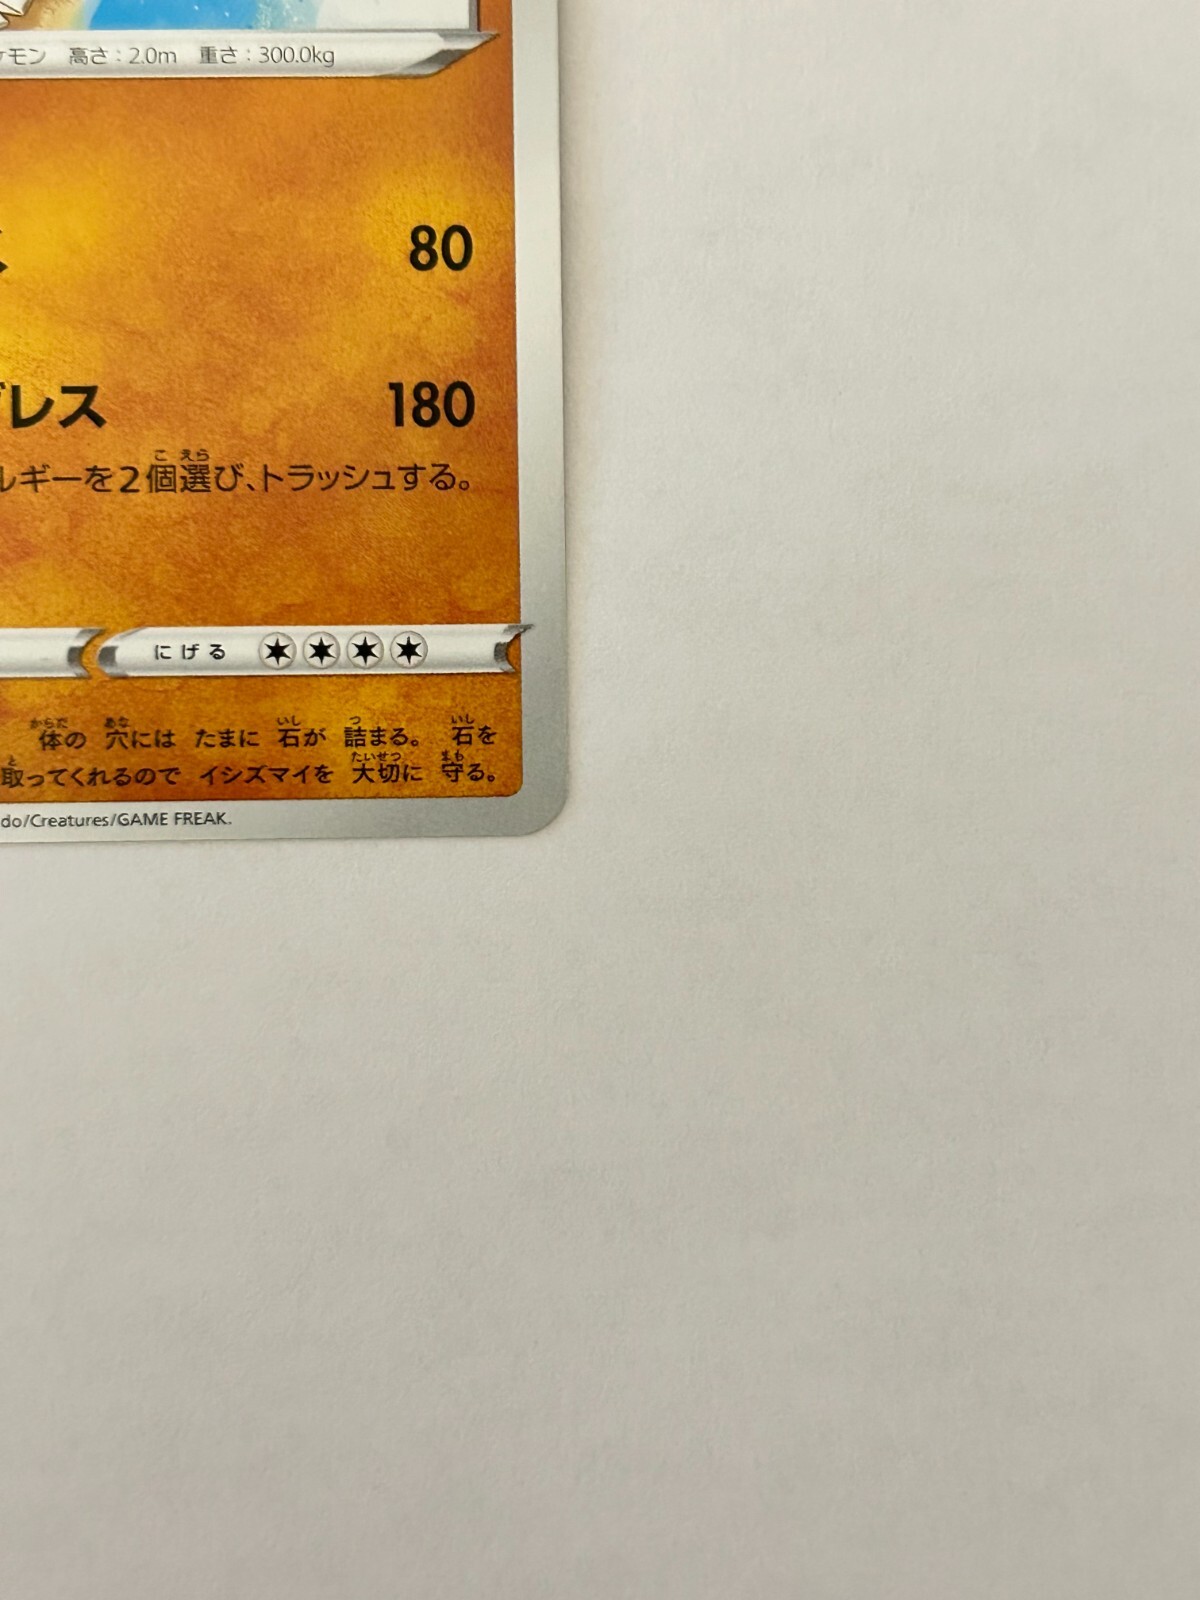 ケモン 高さ：2.0m 重さ：300.0kg
80
グレス 180
ルギーを2個選び、トラッシュする。
にげる
体の 穴には たまに 石が 詰まる。 石を
取ってくれるので イシズマイを 大切に 守る。
do/Creatures/GAME FREAK.